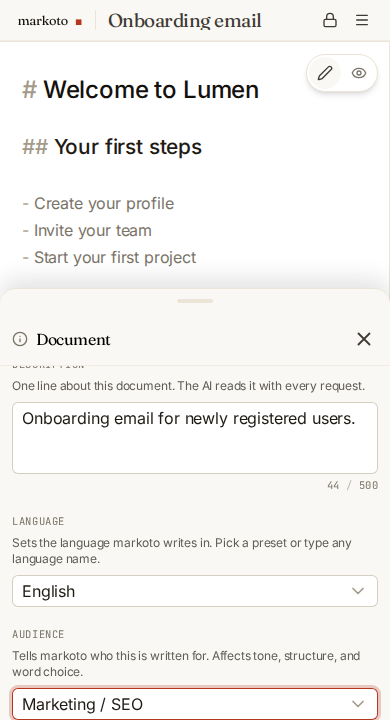 markoto
Onboarding email
# Welcome to Lumen
## Your first steps
- Create your profile
- Invite your team
- Start your first project
Document
DESCRIPTION
One line about this document. The AI reads it with every request.
Onboarding email for newly registered users.
44 / 500
LANGUAGE
Sets the language markoto writes in. Pick a preset or type any
language name.
English
AUDIENCE
Tells markoto who this is written for. Affects tone, structure, and
word choice.
Marketing / SEO